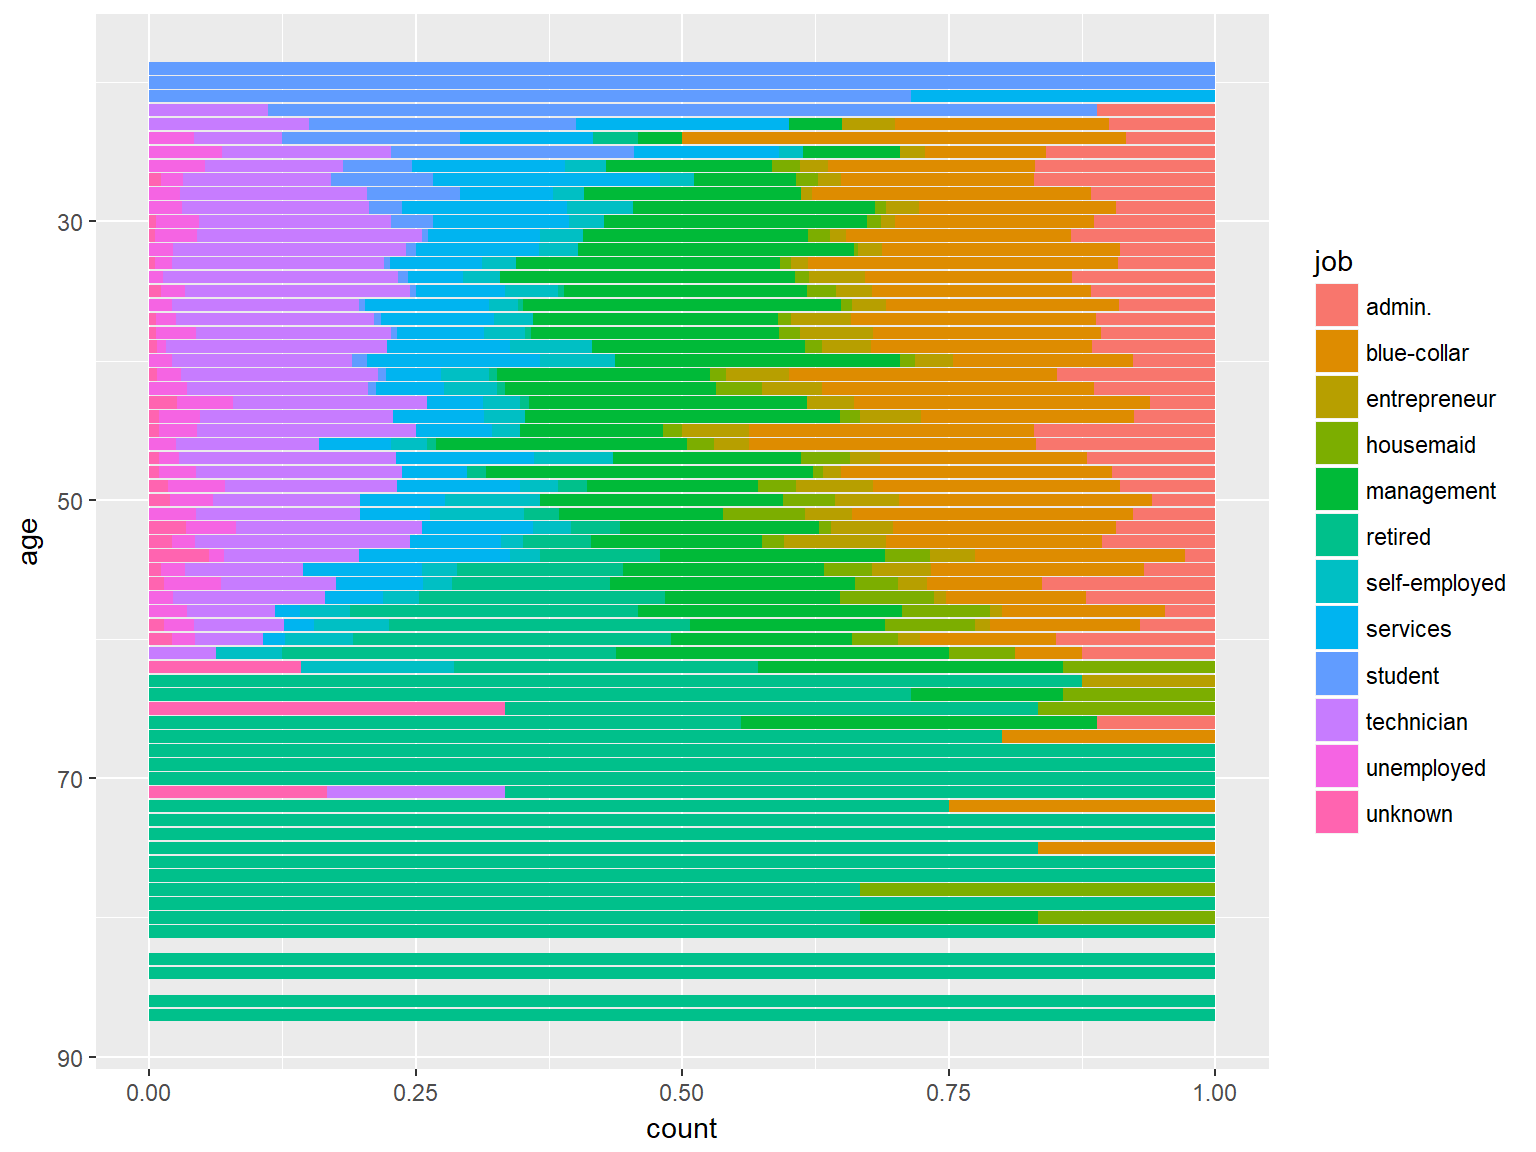 job
admin.
blue-collar
entrepreneur
housemaid
management
retired
self-employed
services
student
technician
unemployed
unknown
age
30
50
70
90
0.00 0.25 0.50 0.75 1.00
count